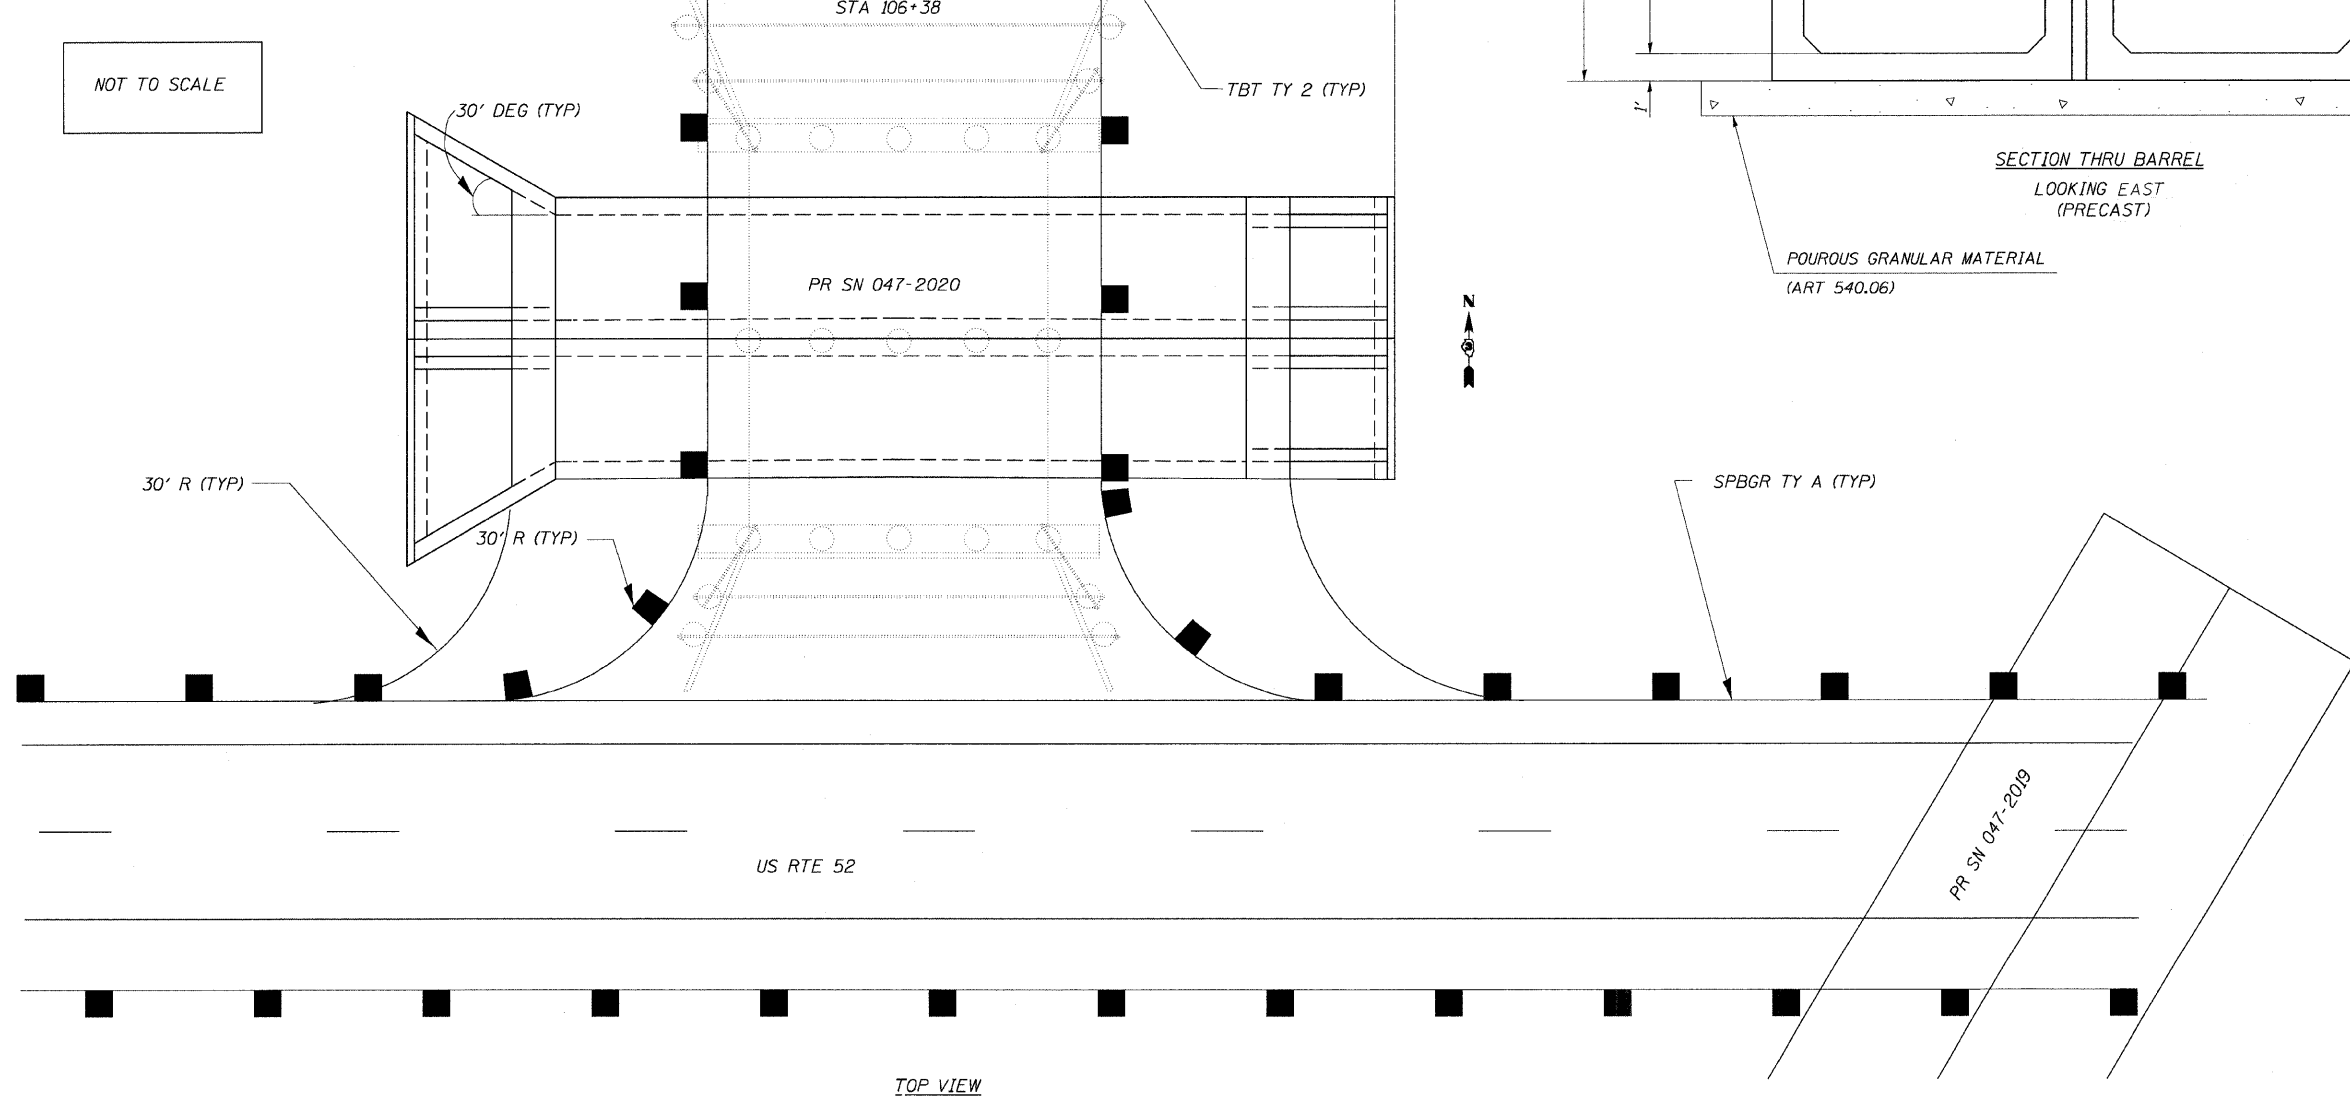 STA 106+38
NOT TO SCALE
30' DEG (TYP)
TBT TY 2 (TYP)
1'
SECTION THRU BARREL
LOOKING EAST
(PRECAST)
POUROUS GRANULAR MATERIAL
(ART 540.06)
PR SN 047-2020
N
30' R (TYP)
30' R (TYP)
SPBGR TY A (TYP)
PR SN 047-2019
US RTE 52
TOP VIEW